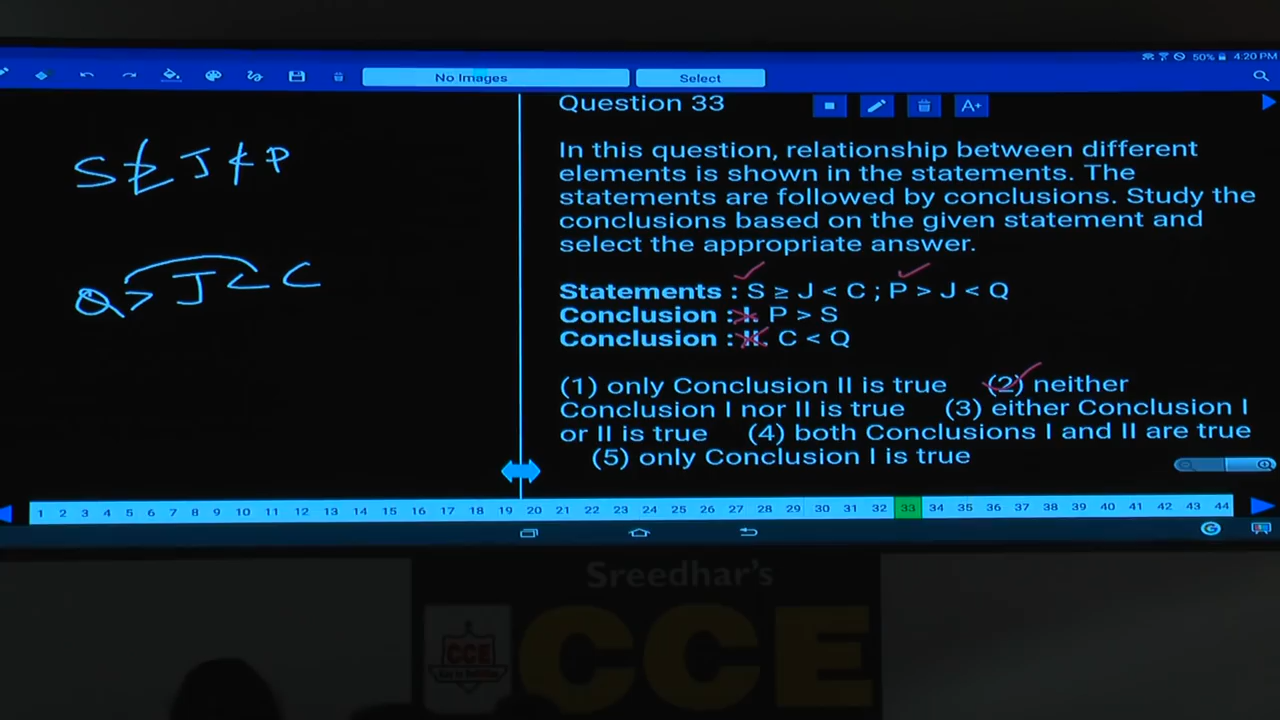 50% 4:20 PM
No Images Select
Question 33 A+
S ≱ J ≮ P
Q > J < C
In this question, relationship between different
elements is shown in the statements. The
statements are followed by conclusions. Study the
conclusions based on the given statement and
select the appropriate answer.
Statements : S ≥ J < C ; P > J < Q
Conclusion : I. P > S
Conclusion : II. C < Q
(1) only Conclusion II is true (2) neither
Conclusion I nor II is true (3) either Conclusion I
or II is true (4) both Conclusions I and II are true
(5) only Conclusion I is true
1 2 3 4 5 6 7 8 9 10 11 12 13 14 15 16 17 18 19 20 21 22 23 24 25 26 27 28 29 30 31 32 33 34 35 36 37 38 39 40 41 42 43 44
Sreedhar's
CCE
CCE